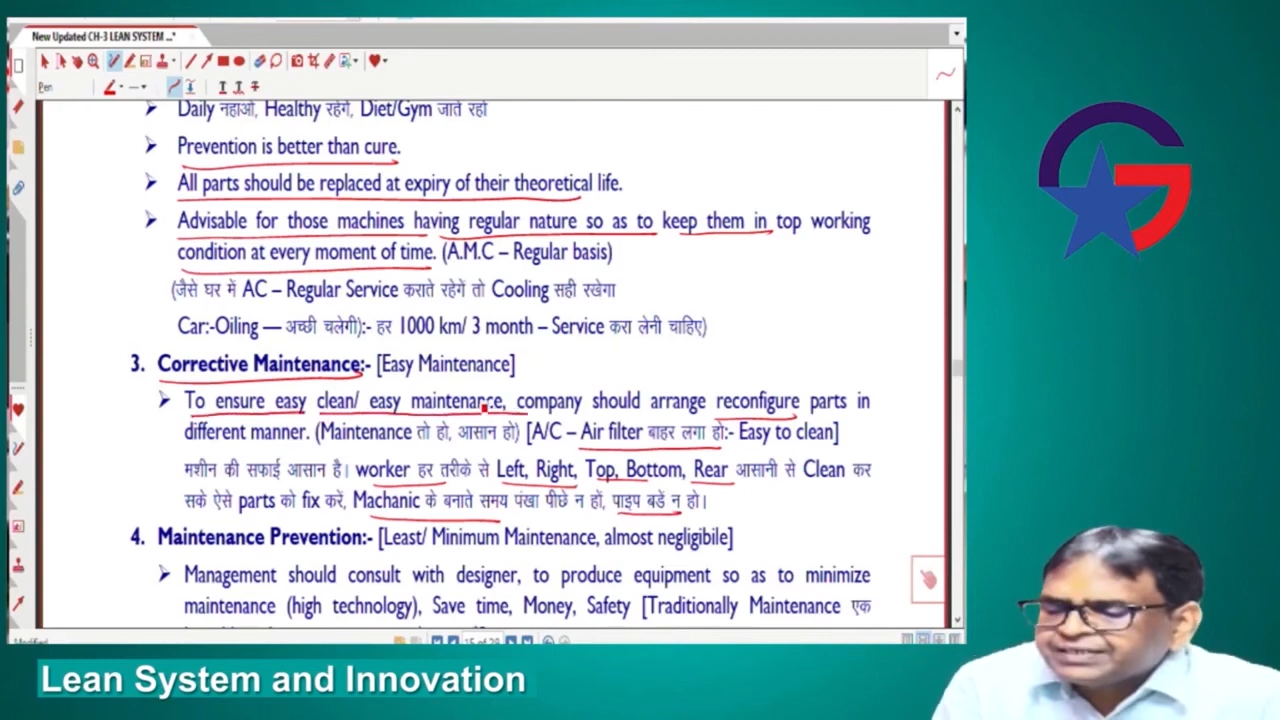 New Updated CH-3 LEAN SYSTEM ...*
Pen
➢ Daily नहाओ, Healthy रहेगें, Diet/Gym जाते रहो
➢ Prevention is better than cure.
➢ All parts should be replaced at expiry of their theoretical life.
➢ Advisable for those machines having regular nature so as to keep them in top working
condition at every moment of time. (A.M.C – Regular basis)
(जैसे घर में AC – Regular Service कराते रहेगें तो Cooling सही रखेगा
Car:-Oiling — अच्छी चलेगी):- हर 1000 km/ 3 month – Service करा लेनी चाहिए)
3. Corrective Maintenance:- [Easy Maintenance]
➢ To ensure easy clean/ easy maintenance, company should arrange reconfigure parts in
different manner. (Maintenance तो हो, आसान हो) [A/C – Air filter बाहर लगा हो:- Easy to clean]
मशीन की सफाई आसान है। worker हर तरीके से Left, Right, Top, Bottom, Rear आसानी से Clean कर
सके ऐसे parts को fix करें, Machanic के बनाते समय पंखा पीछे न हों, पाइप बडें न हो।
4. Maintenance Prevention:- [Least/ Minimum Maintenance, almost negligibile]
➢ Management should consult with designer, to produce equipment so as to minimize
maintenance (high technology), Save time, Money, Safety [Traditionally Maintenance एक
15 of 29
Lean System and Innovation